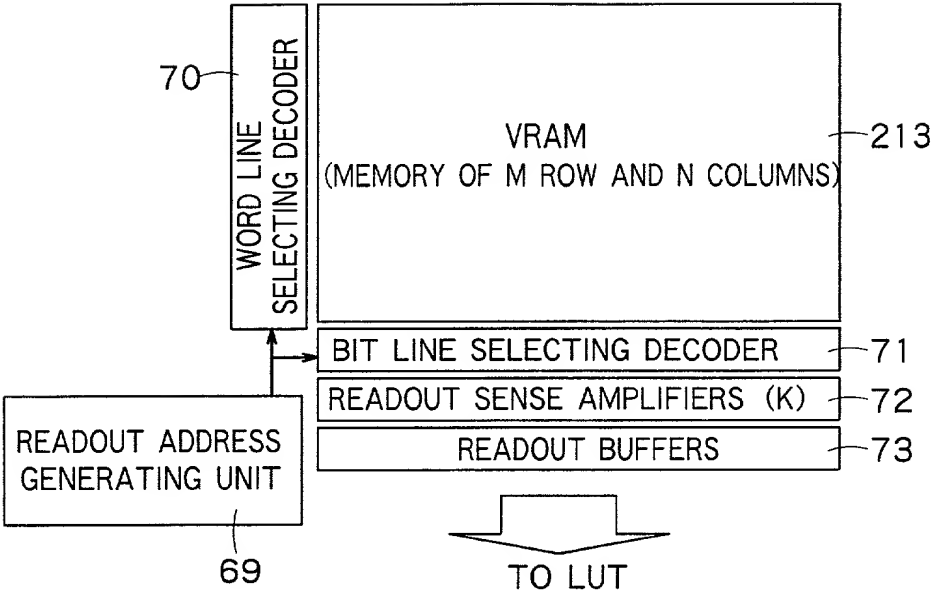 70
WORD LINE
SELECTING DECODER
VRAM
(MEMORY OF M ROW AND N COLUMNS)
213
BIT LINE SELECTING DECODER
71
READOUT SENSE AMPLIFIERS (K)
72
READOUT BUFFERS
73
READOUT ADDRESS
GENERATING UNIT
69
TO LUT